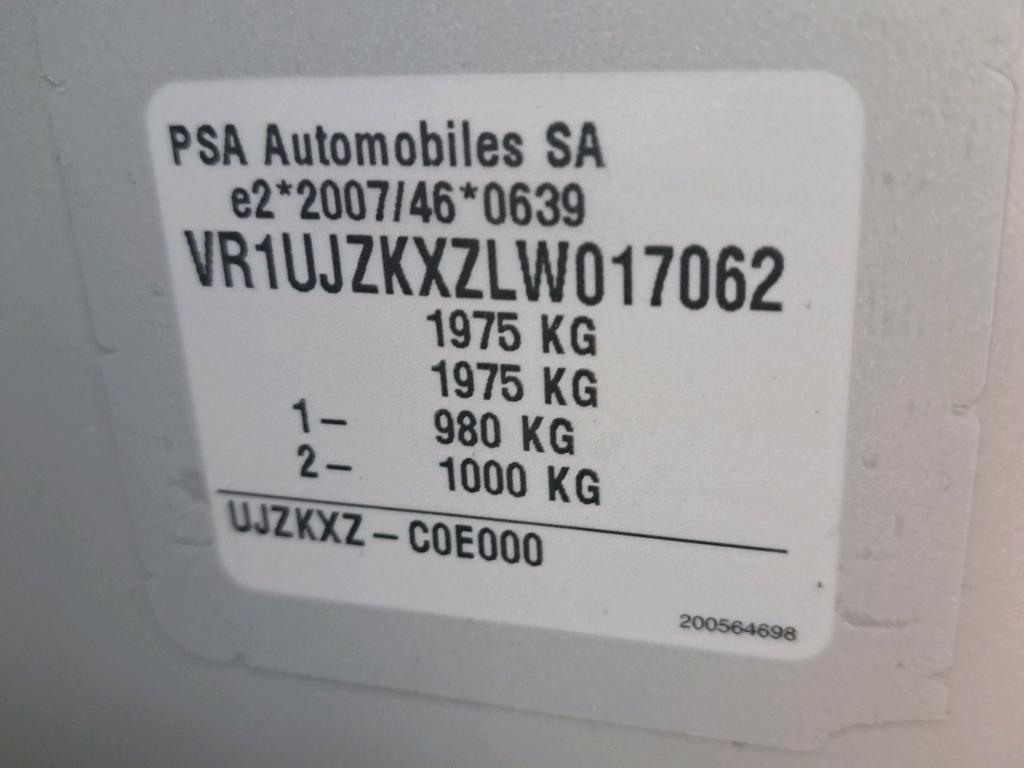 PSA Automobiles SA
e2*2007/46*0639
VR1UJZKXZLW017062
1975 KG
1975 KG
1- 980 KG
2- 1000 KG
UJZKXZ-C0E000
200564698